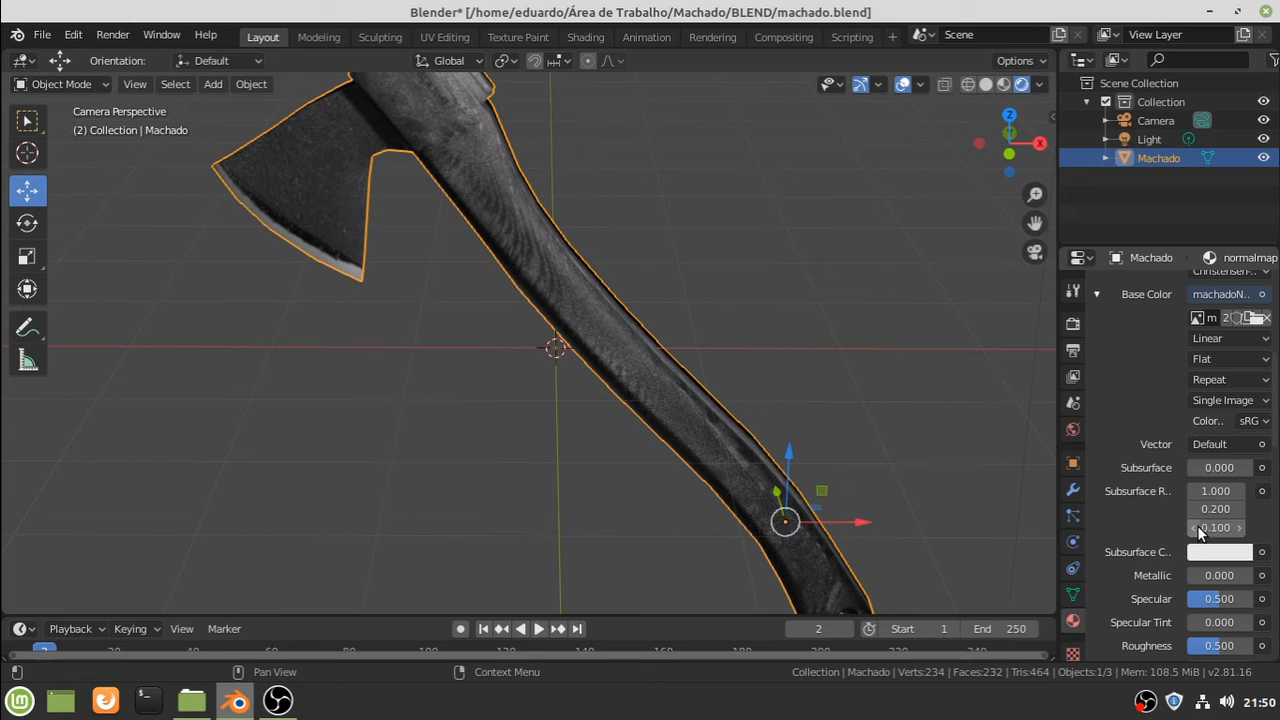 Blender* [/home/eduardo/Área de Trabalho/Machado/BLEND/machado.blend]
File Edit Render Window Help Layout Modeling Sculpting UV Editing Texture Paint Shading Animation Rendering Compositing Scripting + Scene View Layer
Orientation: Default Global Options
Object Mode View Select Add Object
Camera Perspective
(2) Collection | Machado
Z
X
Scene Collection
Collection
Camera
Light
Machado
Machado normalmap
Base Color machadoN..
m 2
Linear
Flat
Repeat
Single Image
Color.. sRG
Vector Default
Subsurface 0.000
Subsurface R.. 1.000
0.200
0.100
Subsurface C..
Metallic 0.000
Specular 0.500
Specular Tint 0.000
Roughness 0.500
Playback Keying View Marker 2 Start 1 End 250
Pan View Context Menu Collection | Machado | Verts:234 | Faces:232 | Tris:464 | Objects:1/3 | Mem: 108.5 MiB | v2.81.16
21:50